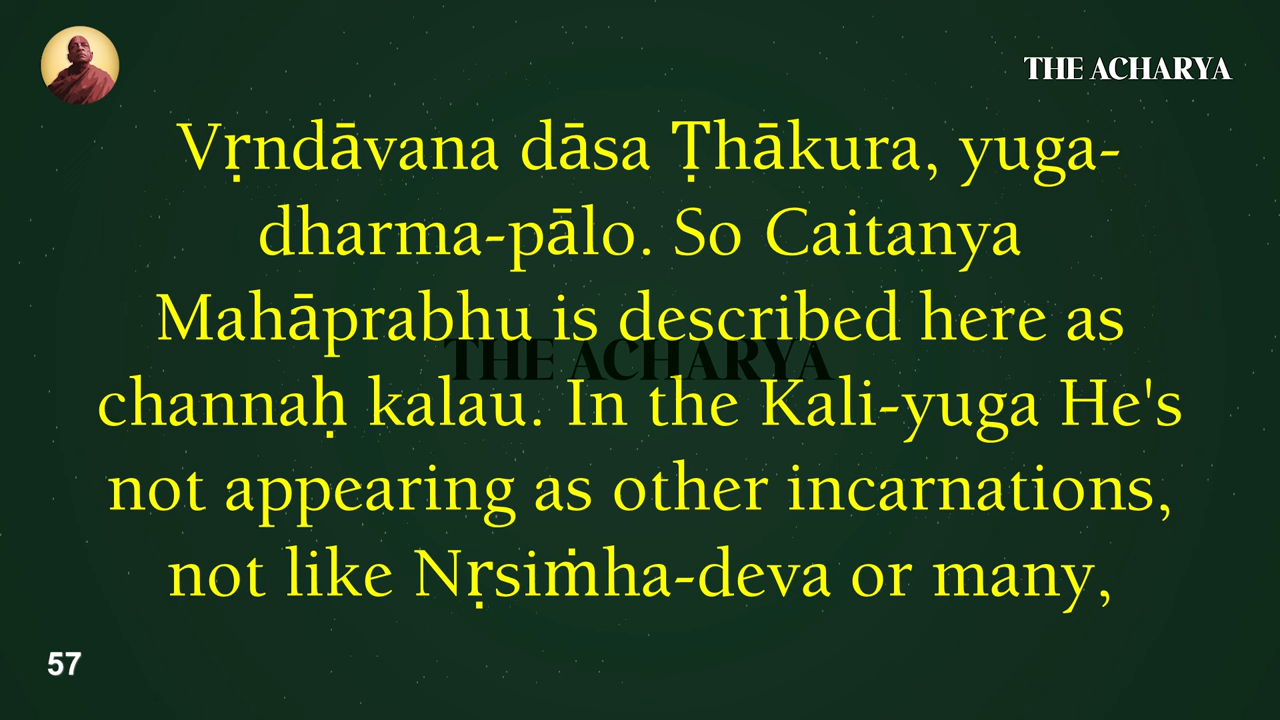 THE ACHARYA
Vṛndāvana dāsa Ṭhākura, yuga-
dharma-pālo. So Caitanya
Mahāprabhu is described here as
THE ACHARYA
channaḥ kalau. In the Kali-yuga He's
not appearing as other incarnations,
not like Nṛsiṁha-deva or many,
57